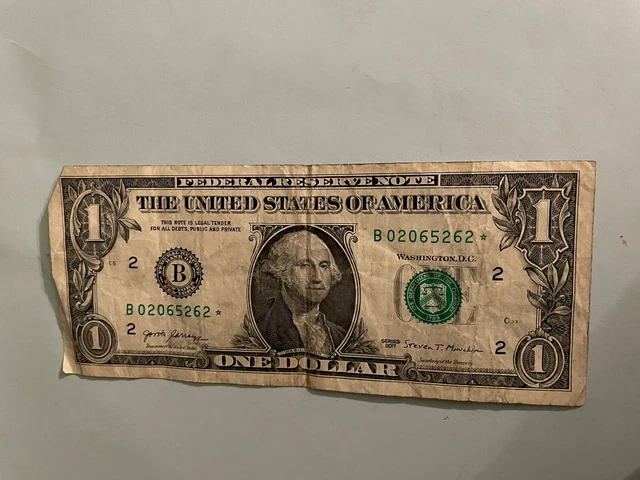 FEDERAL RESERVE NOTE
THE UNITED STATES OF AMERICA
THIS NOTE IS LEGAL TENDER
FOR ALL DEBTS, PUBLIC AND PRIVATE
B 02065262 *
WASHINGTON, D.C.
1
1
2
B
2
ONE
B 02065262 *
2
SERIES
2017
Steven T. Mnuchin
2
1
1
ONE DOLLAR